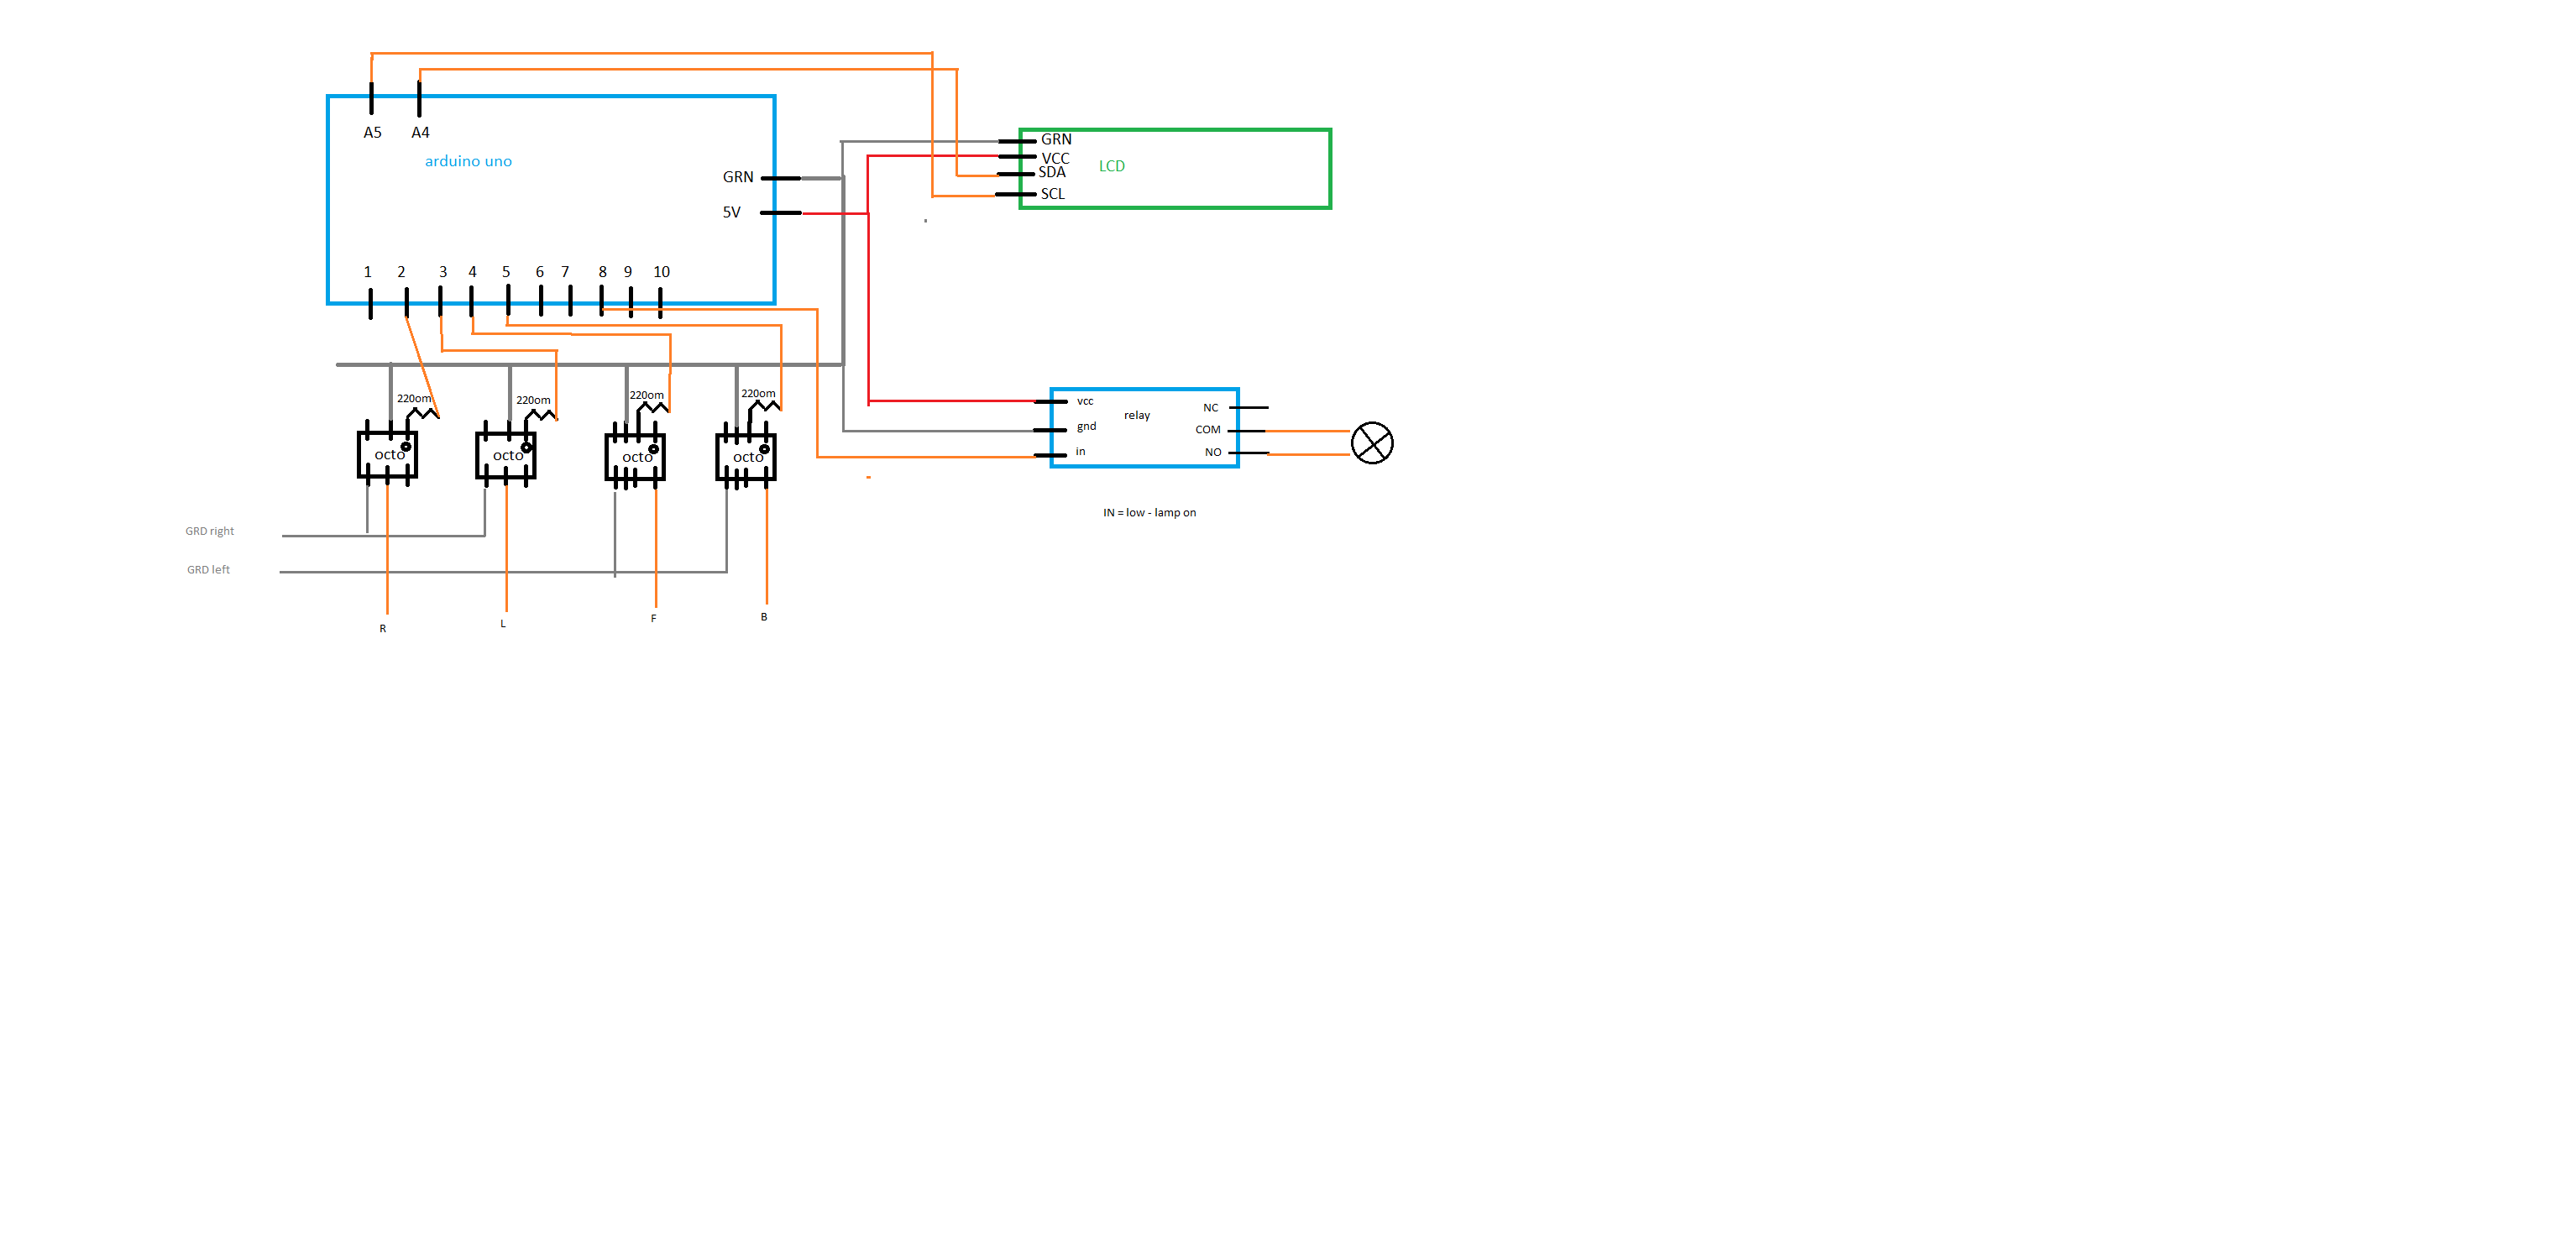 A5 A4
arduino uno
GRN
5V
1 2 3 4 5 6 7 8 9 10
GRN
VCC
SDA
SCL
LCD
220om 220om 220om 220om
octo octo octo octo
vcc
gnd
in
relay
NC
COM
NO
IN = low - lamp on
GRD right
GRD left
R L F B